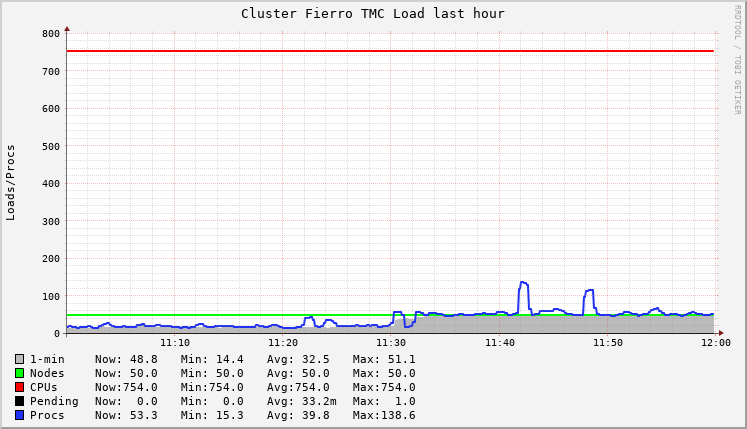 Cluster Fierro TMC Load last hour
RRDTOOL / TOBI OETIKER
Loads/Procs
800
700
600
500
400
300
200
100
0
11:10 11:20 11:30 11:40 11:50 12:00
1-min Now: 48.8 Min: 14.4 Avg: 32.5 Max: 51.1
Nodes Now: 50.0 Min: 50.0 Avg: 50.0 Max: 50.0
CPUs Now:754.0 Min:754.0 Avg:754.0 Max:754.0
Pending Now: 0.0 Min: 0.0 Avg: 33.2m Max: 1.0
Procs Now: 53.3 Min: 15.3 Avg: 39.8 Max:138.6